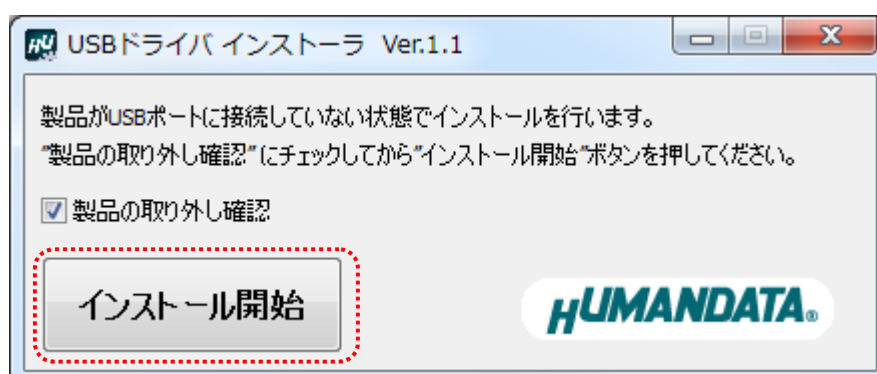 HU USBドライバ インストーラ Ver.1.1
製品がUSBポートに接続していない状態でインストールを行います。
"製品の取り外し確認"にチェックしてから"インストール開始"ボタンを押してください。
製品の取り外し確認
インストール開始
HUMANDATA®